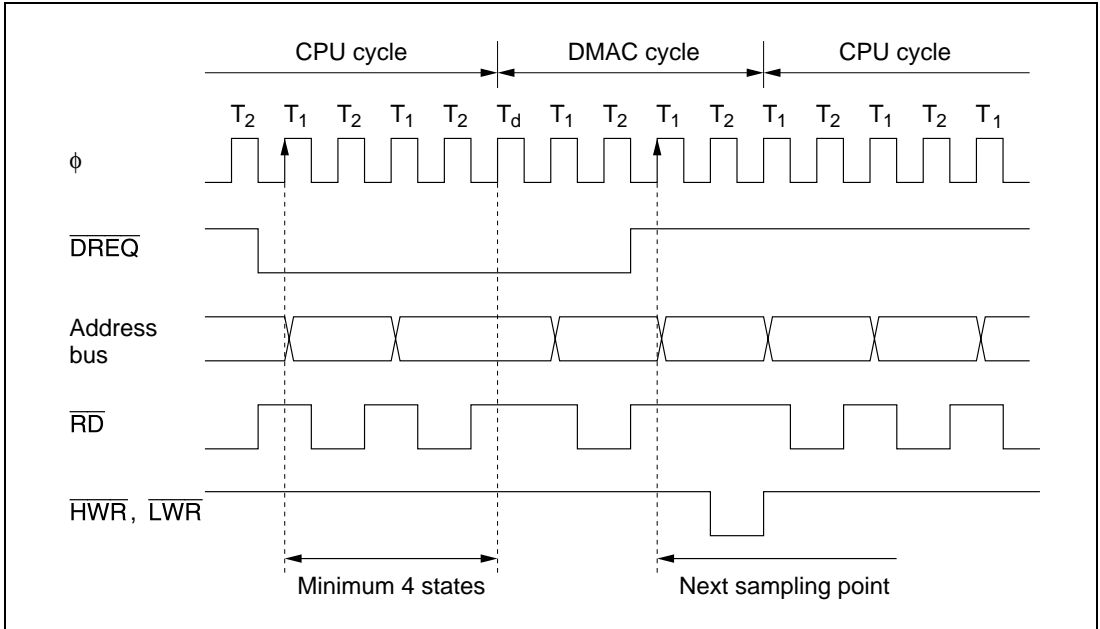 CPU cycle DMAC cycle CPU cycle
T2 T1 T2 T1 T2 Td T1 T2 T1 T2 T1 T2 T1 T2 T1
ϕ
DREQ
Address
bus
RD
HWR, LWR
Minimum 4 states Next sampling point